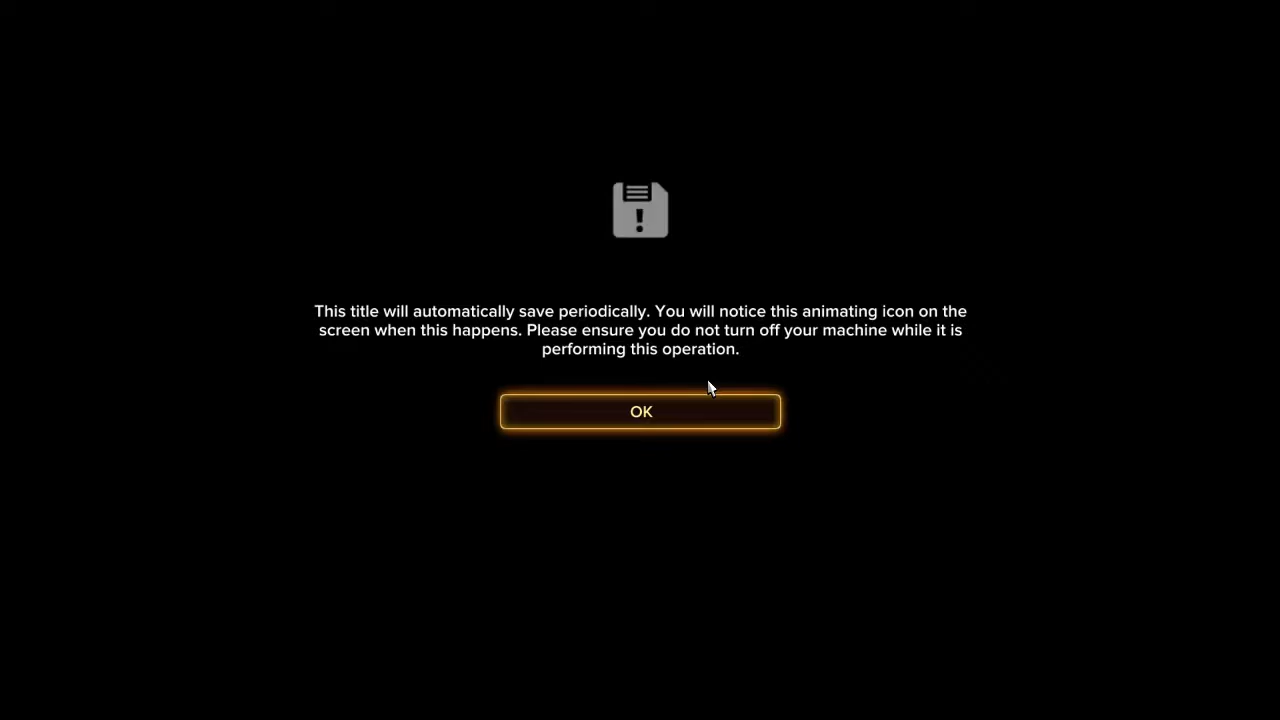 This title will automatically save periodically. You will notice this animating icon on the
screen when this happens. Please ensure you do not turn off your machine while it is
performing this operation.
OK